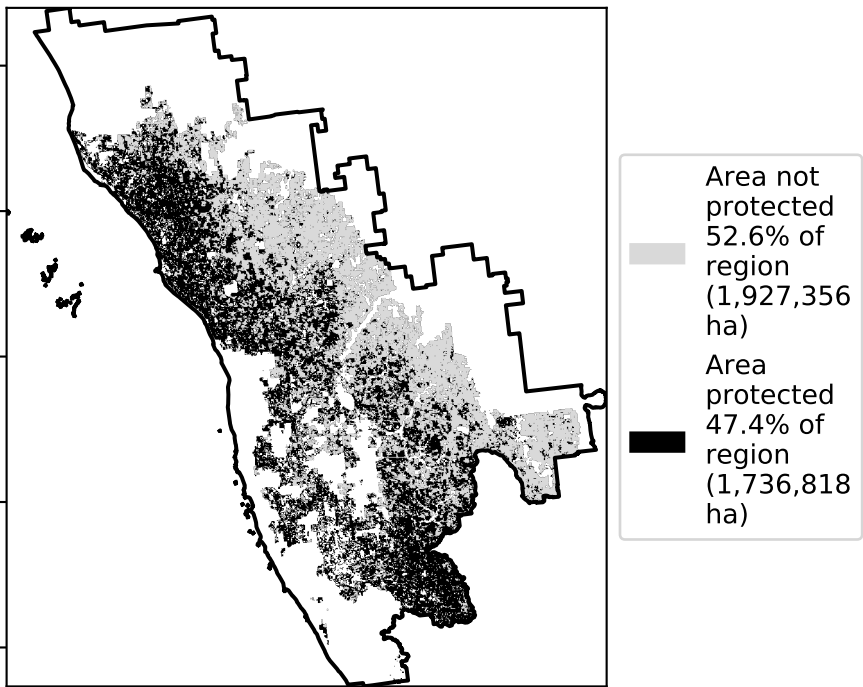 Area not
protected
52.6% of
region
(1,927,356
ha)
Area
protected
47.4% of
region
(1,736,818
ha)